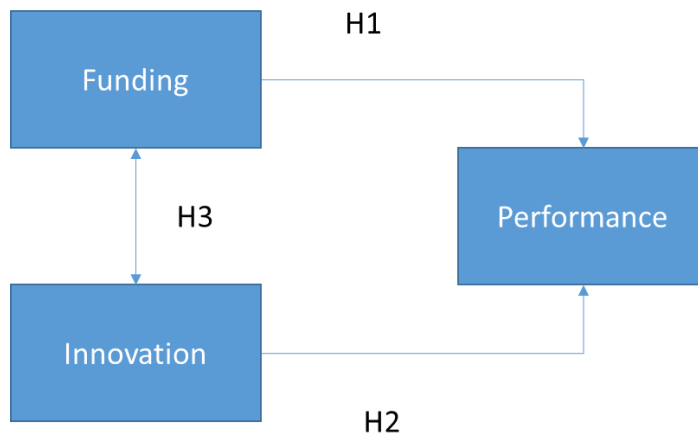 H1
Funding
H3
Performance
Innovation
H2